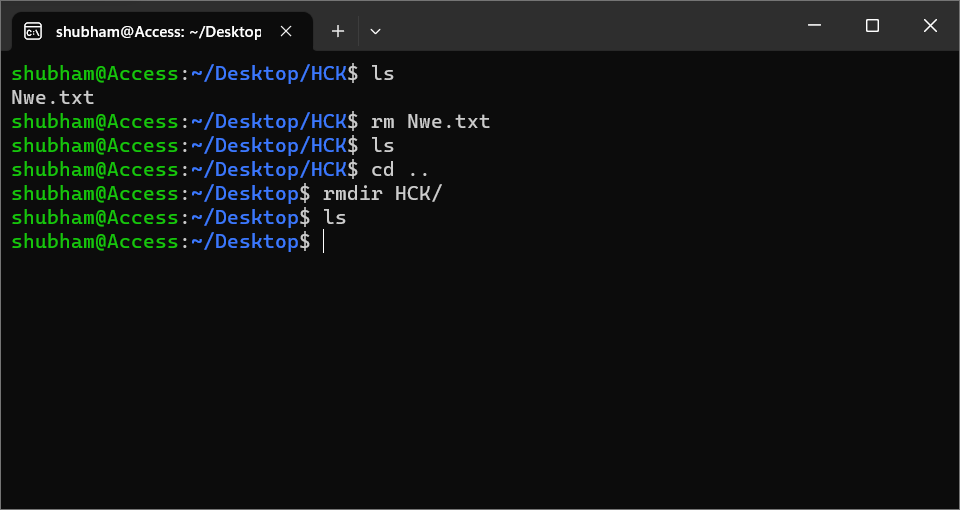 shubham@Access: ~/Desktop
shubham@Access:~/Desktop/HCK$ ls
Nwe.txt
shubham@Access:~/Desktop/HCK$ rm Nwe.txt
shubham@Access:~/Desktop/HCK$ ls
shubham@Access:~/Desktop/HCK$ cd ..
shubham@Access:~/Desktop$ rmdir HCK/
shubham@Access:~/Desktop$ ls
shubham@Access:~/Desktop$